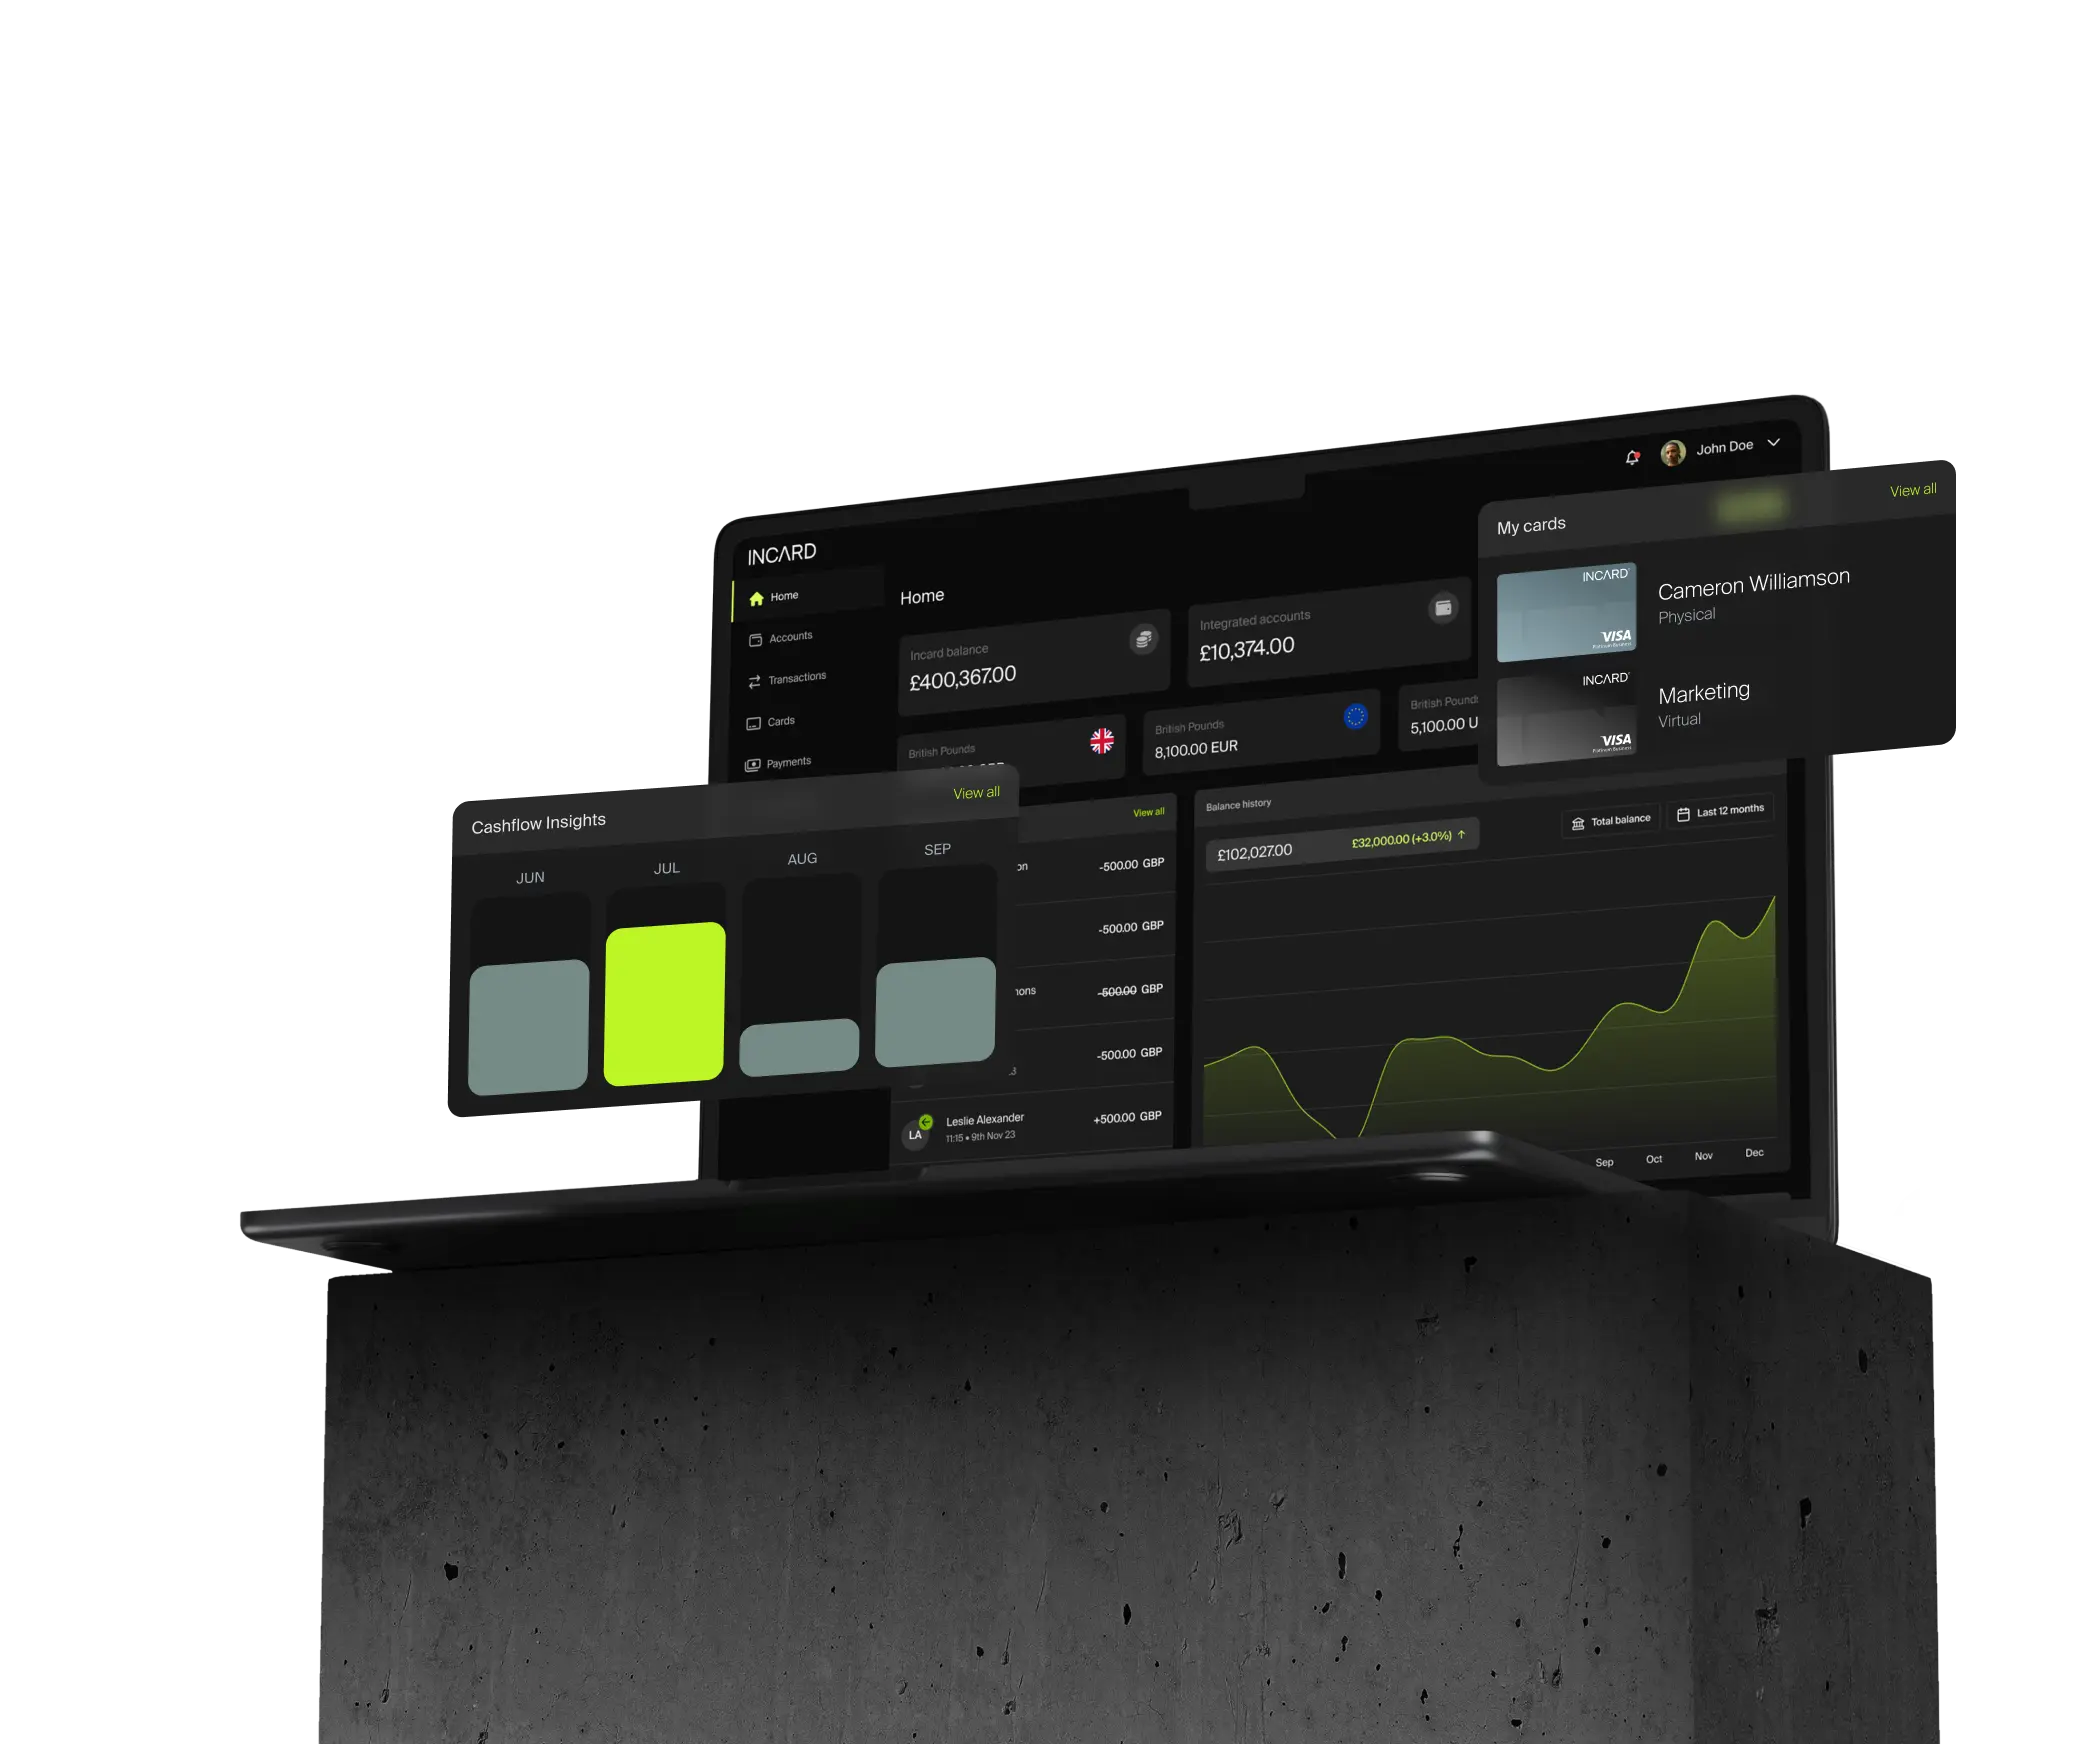 John Doe
INCARD
Home
Accounts
Transactions
Cards
Payments
Home
Incard balance
£400,367.00
Integrated accounts
£10,374.00
British Pounds
British Pounds
8,100.00 EUR
British Pounds
5,100.00 U
My cards
View all
INCARD
VISA
Platinum Business
Cameron Williamson
Physical
INCARD
VISA
Platinum Business
Marketing
Virtual
Cashflow Insights
View all
JUN
JUL
AUG
SEP
View all
on
-500.00 GBP
-500.00 GBP
nons
-500.00 GBP
-500.00 GBP
LA
Leslie Alexander
11:15 • 9th Nov 23
+500.00 GBP
Balance history
£102,027.00
£32,000.00 (+3.0%) ↑
Total balance
Last 12 months
Sep
Oct
Nov
Dec